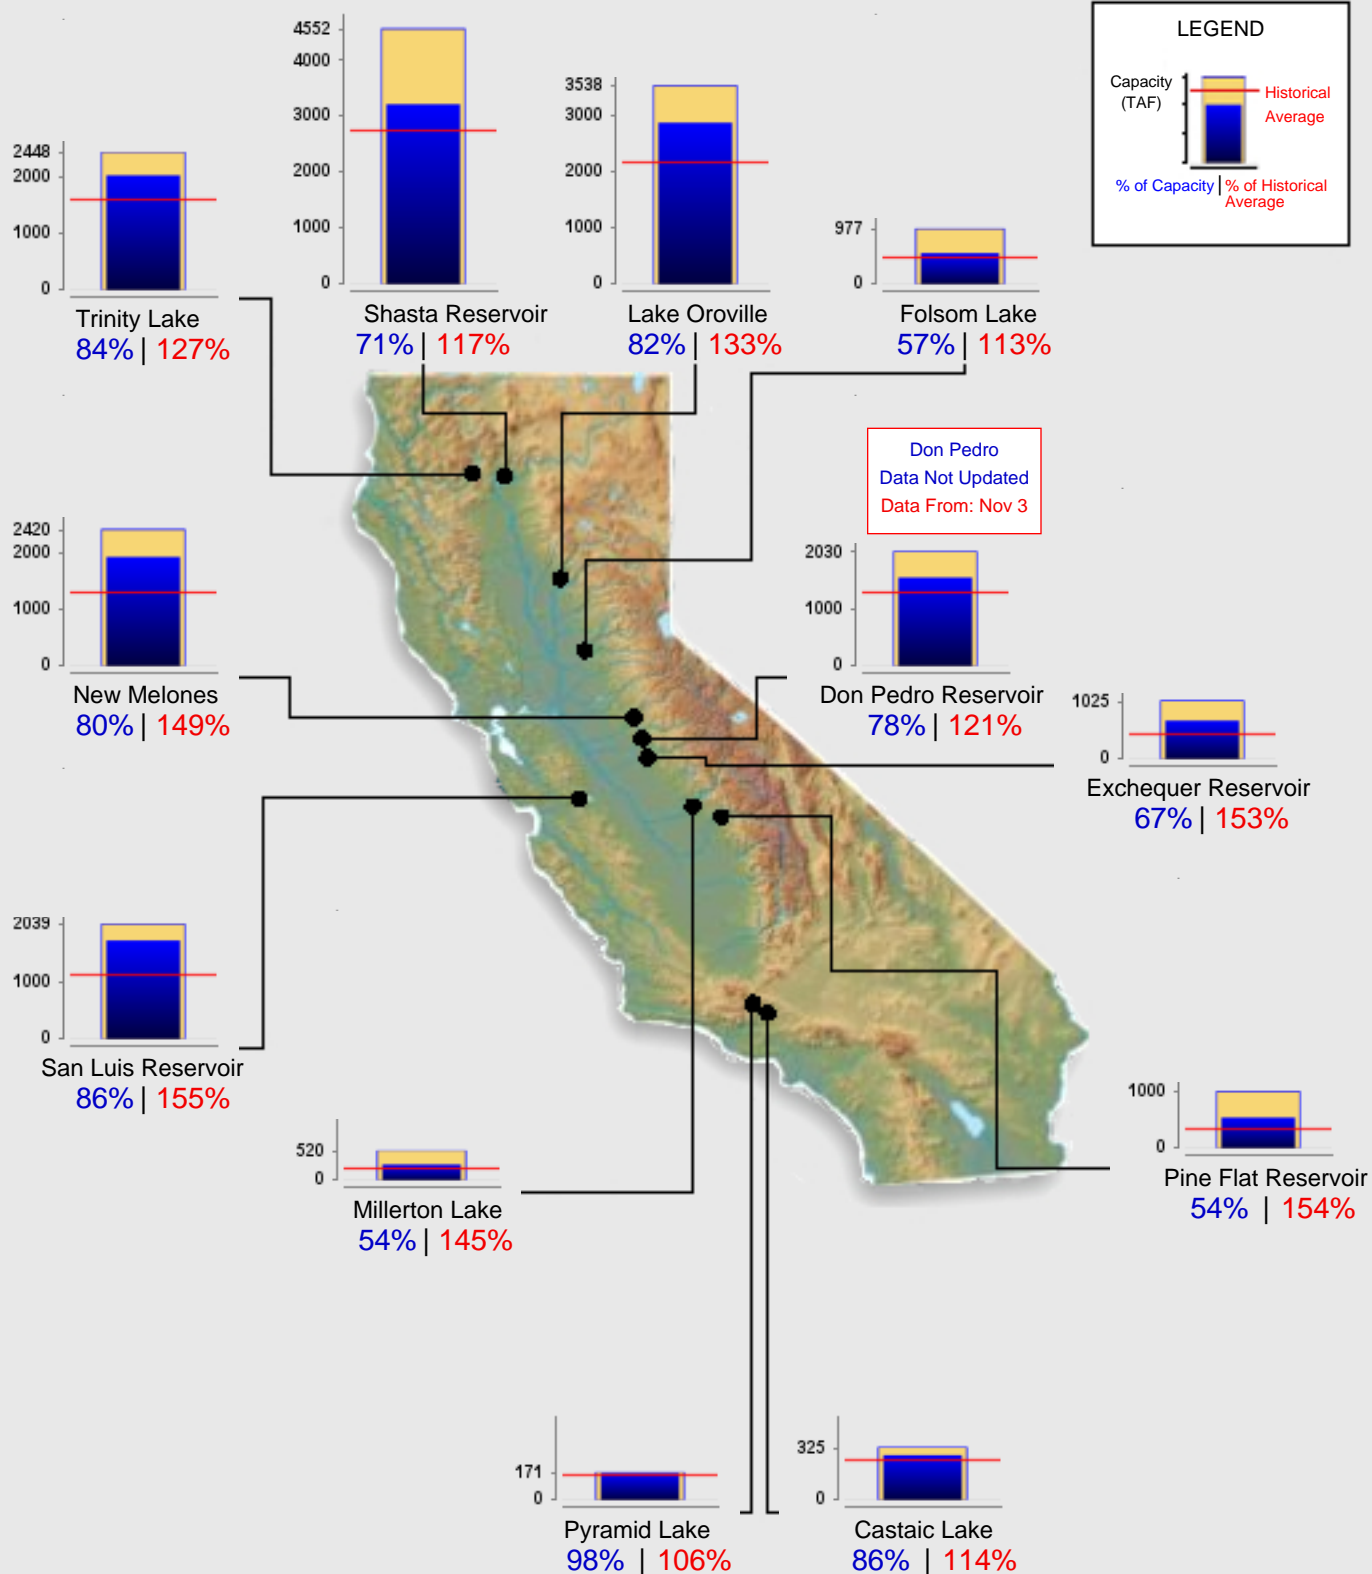 LEGEND
Capacity
(TAF)
Historical
Average
% of Capacity | % of Historical
Average
4552
4000
3000
2000
1000
0
Shasta Reservoir
71% | 117%
3538
3000
2000
1000
0
Lake Oroville
82% | 133%
2448
2000
1000
0
Trinity Lake
84% | 127%
977
0
Folsom Lake
57% | 113%
Don Pedro
Data Not Updated
Data From: Nov 3
2420
2000
1000
0
New Melones
80% | 149%
2030
1000
0
Don Pedro Reservoir
78% | 121%
1025
0
Exchequer Reservoir
67% | 153%
2039
1000
0
San Luis Reservoir
86% | 155%
520
0
Millerton Lake
54% | 145%
1000
0
Pine Flat Reservoir
54% | 154%
171
0
Pyramid Lake
98% | 106%
325
0
Castaic Lake
86% | 114%